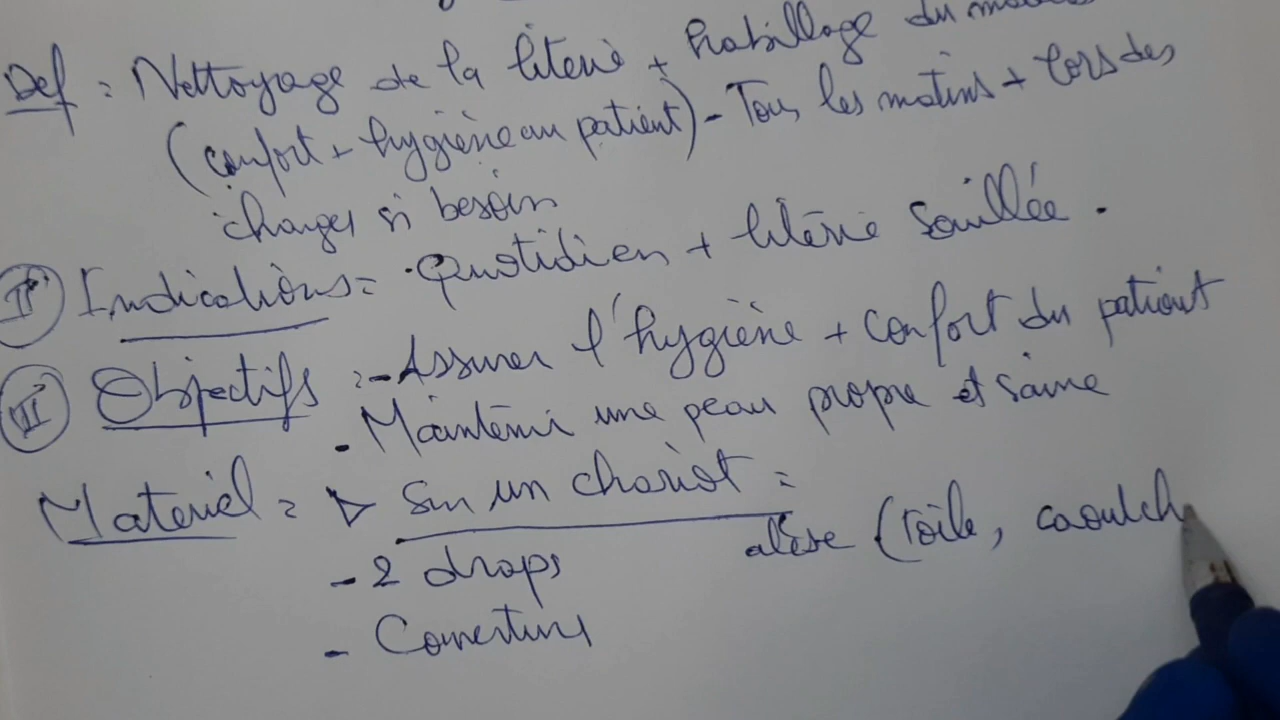 Def : Nettoyage de la literie + habillage du
(confort + hygiène au patient) - Tous les matins + lors des
changes si besoin
II Indications = Quotidien + literie souillée.
III Objectifs : - Assurer l'hygiène + confort du patient
- Maintenir une peau propre et saine
Materiel = ▷ Sur un chariot =
- 2 draps
alèse (toile, caoutch
- Couvertures